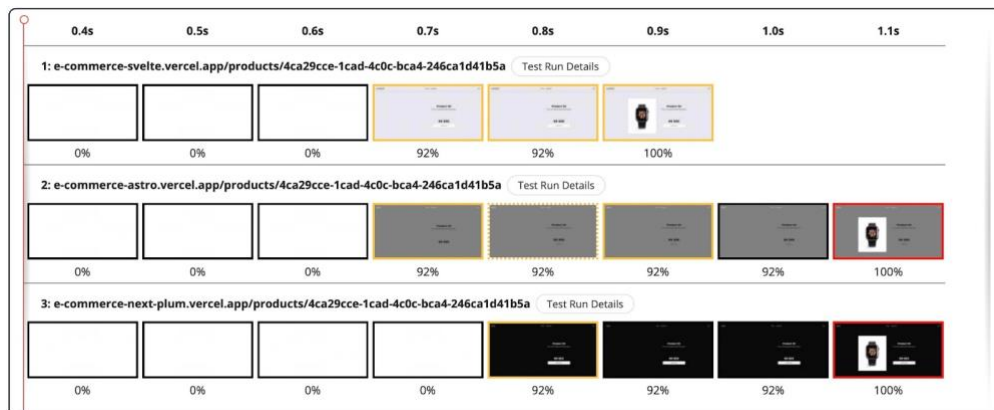 0.4s 0.5s 0.6s 0.7s 0.8s 0.9s 1.0s 1.1s
1: e-commerce-svelte.vercel.app/products/4ca29cce-1cad-4c0c-bca4-246ca1d41b5a Test Run Details
0% 0% 0% 92% 92% 100%
2: e-commerce-astro.vercel.app/products/4ca29cce-1cad-4c0c-bca4-246ca1d41b5a Test Run Details
0% 0% 0% 92% 92% 92% 92% 100%
3: e-commerce-next-plum.vercel.app/products/4ca29cce-1cad-4c0c-bca4-246ca1d41b5a Test Run Details
0% 0% 0% 0% 92% 92% 92% 100%